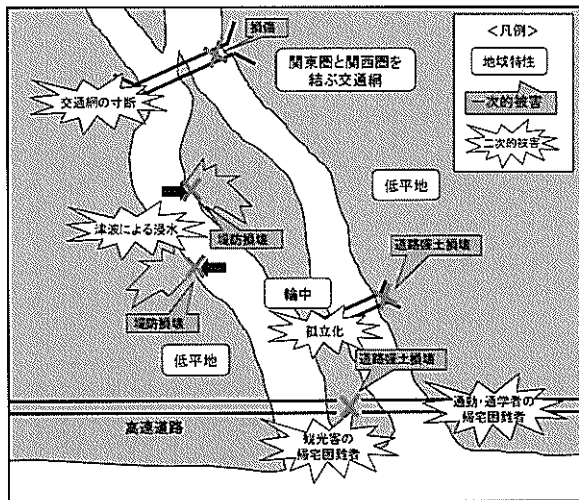 損傷
<凡例>
地域特性
一次的被害
二次的被害
関東圏と関西圏を
結ぶ交通網
交通網の寸断
低平地
津波による浸水
堤防損壊
道路盛土損壊
輪中
孤立化
堤防損壊
低平地
道路盛土損壊
高速道路
観光客の
帰宅困難者
通勤・通学者の
帰宅困難者